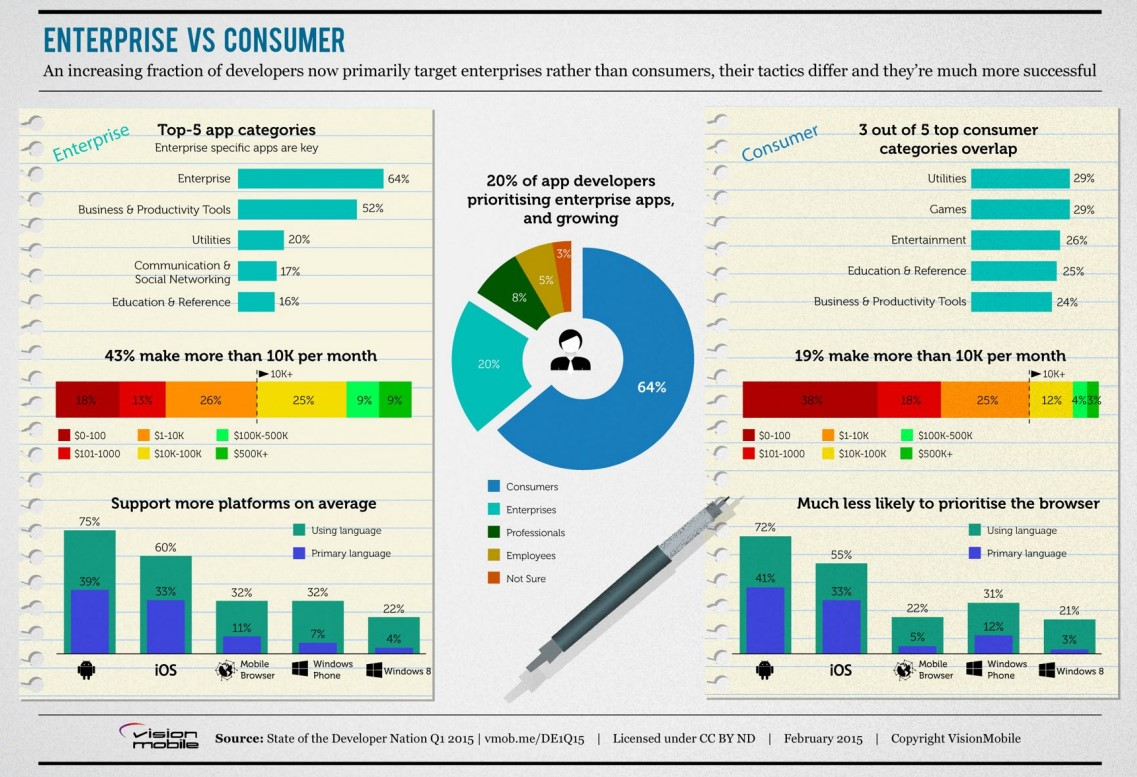 ENTERPRISE VS CONSUMER
An increasing fraction of developers now primarily target enterprises rather than consumers, their tactics differ and they're much more successful
Enterprise
Top-5 app categories
Enterprise specific apps are key
Enterprise 64%
Business & Productivity Tools 52%
Utilities 20%
Communication &
Social Networking 17%
Education & Reference 16%
43% make more than 10K per month
10K+
18% 13% 26% 25% 9% 9%
$0-100 $1-10K $100K-500K
$101-1000 $10K-100K $500K+
Support more platforms on average
Using language
Primary language
75% 60% 32% 32% 22%
39% 33% 11% 7% 4%
iOS Mobile Browser Windows Phone Windows 8
20% of app developers
prioritising enterprise apps,
and growing
3%
5%
8%
20%
64%
Consumers
Enterprises
Professionals
Employees
Not Sure
Consumer
3 out of 5 top consumer
categories overlap
Utilities 29%
Games 29%
Entertainment 26%
Education & Reference 25%
Business & Productivity Tools 24%
19% make more than 10K per month
10K+
38% 18% 25% 12% 4% 3%
$0-100 $1-10K $100K-500K
$101-1000 $10K-100K $500K+
Much less likely to prioritise the browser
Using language
Primary language
72% 55% 22% 31% 21%
41% 33% 5% 12% 3%
iOS Mobile Browser Windows Phone Windows 8
vision
mobile
Source: State of the Developer Nation Q1 2015 | vmob.me/DE1Q15 | Licensed under CC BY ND | February 2015 | Copyright VisionMobile